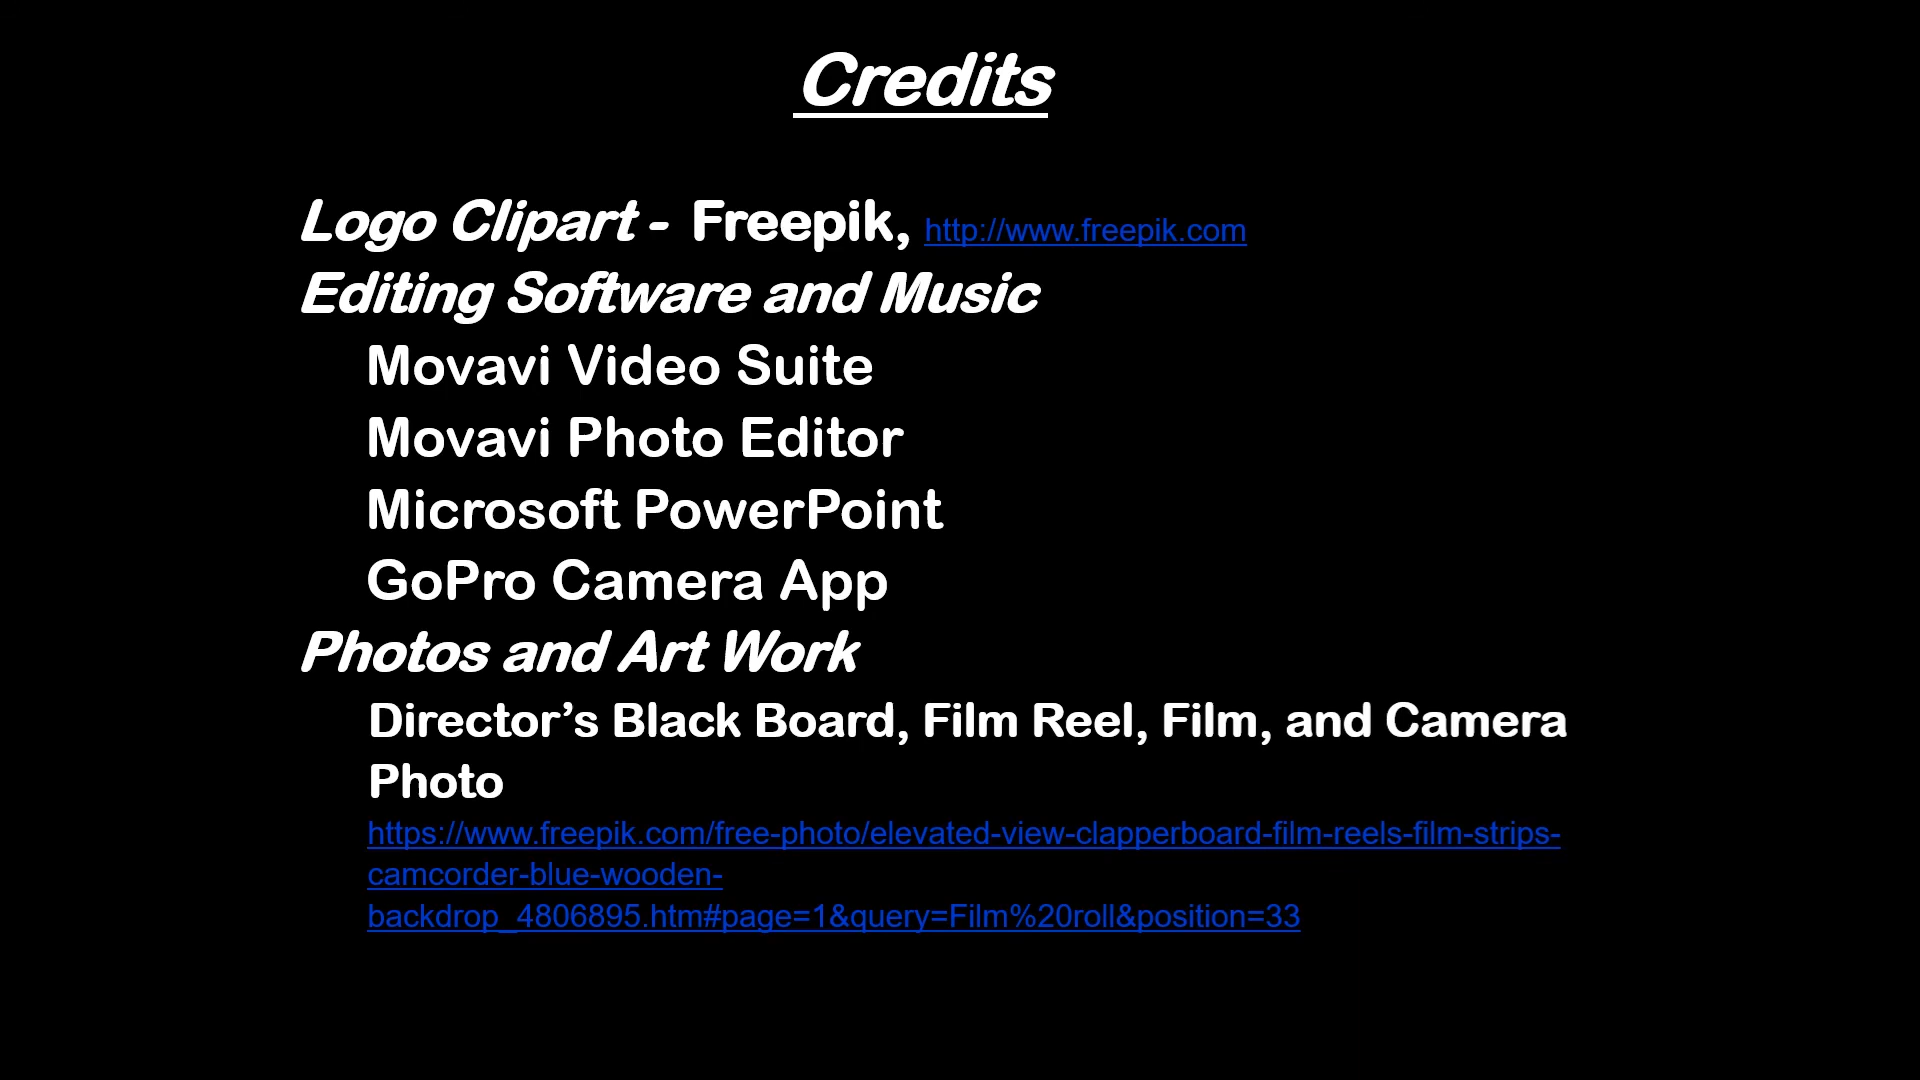 Credits
Logo Clipart - Freepik, http://www.freepik.com
Editing Software and Music
Movavi Video Suite
Movavi Photo Editor
Microsoft PowerPoint
GoPro Camera App
Photos and Art Work
Director’s Black Board, Film Reel, Film, and Camera
Photo
https://www.freepik.com/free-photo/elevated-view-clapperboard-film-reels-film-strips-
camcorder-blue-wooden-
backdrop_4806895.htm#page=1&query=Film%20roll&position=33